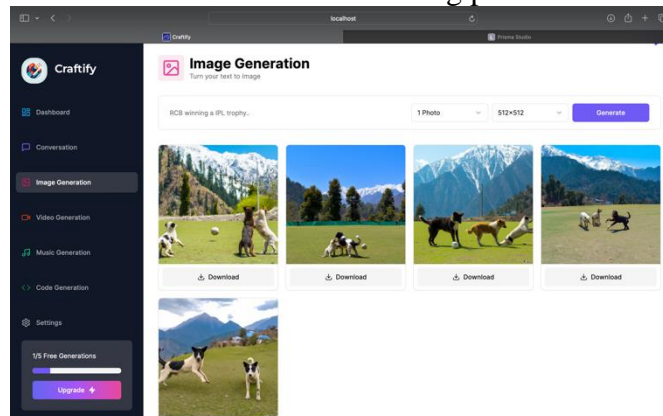 localhost
Craftify
Prisma Studio
Craftify
Image Generation
Turn your text to Image
Dashboard
RCB winning a IPL trophy..
1 Photo
512×512
Generate
Conversation
Image Generation
Video Generation
Music Generation
Code Generation
Settings
Download
Download
Download
Download
1/5 Free Generations
Upgrade